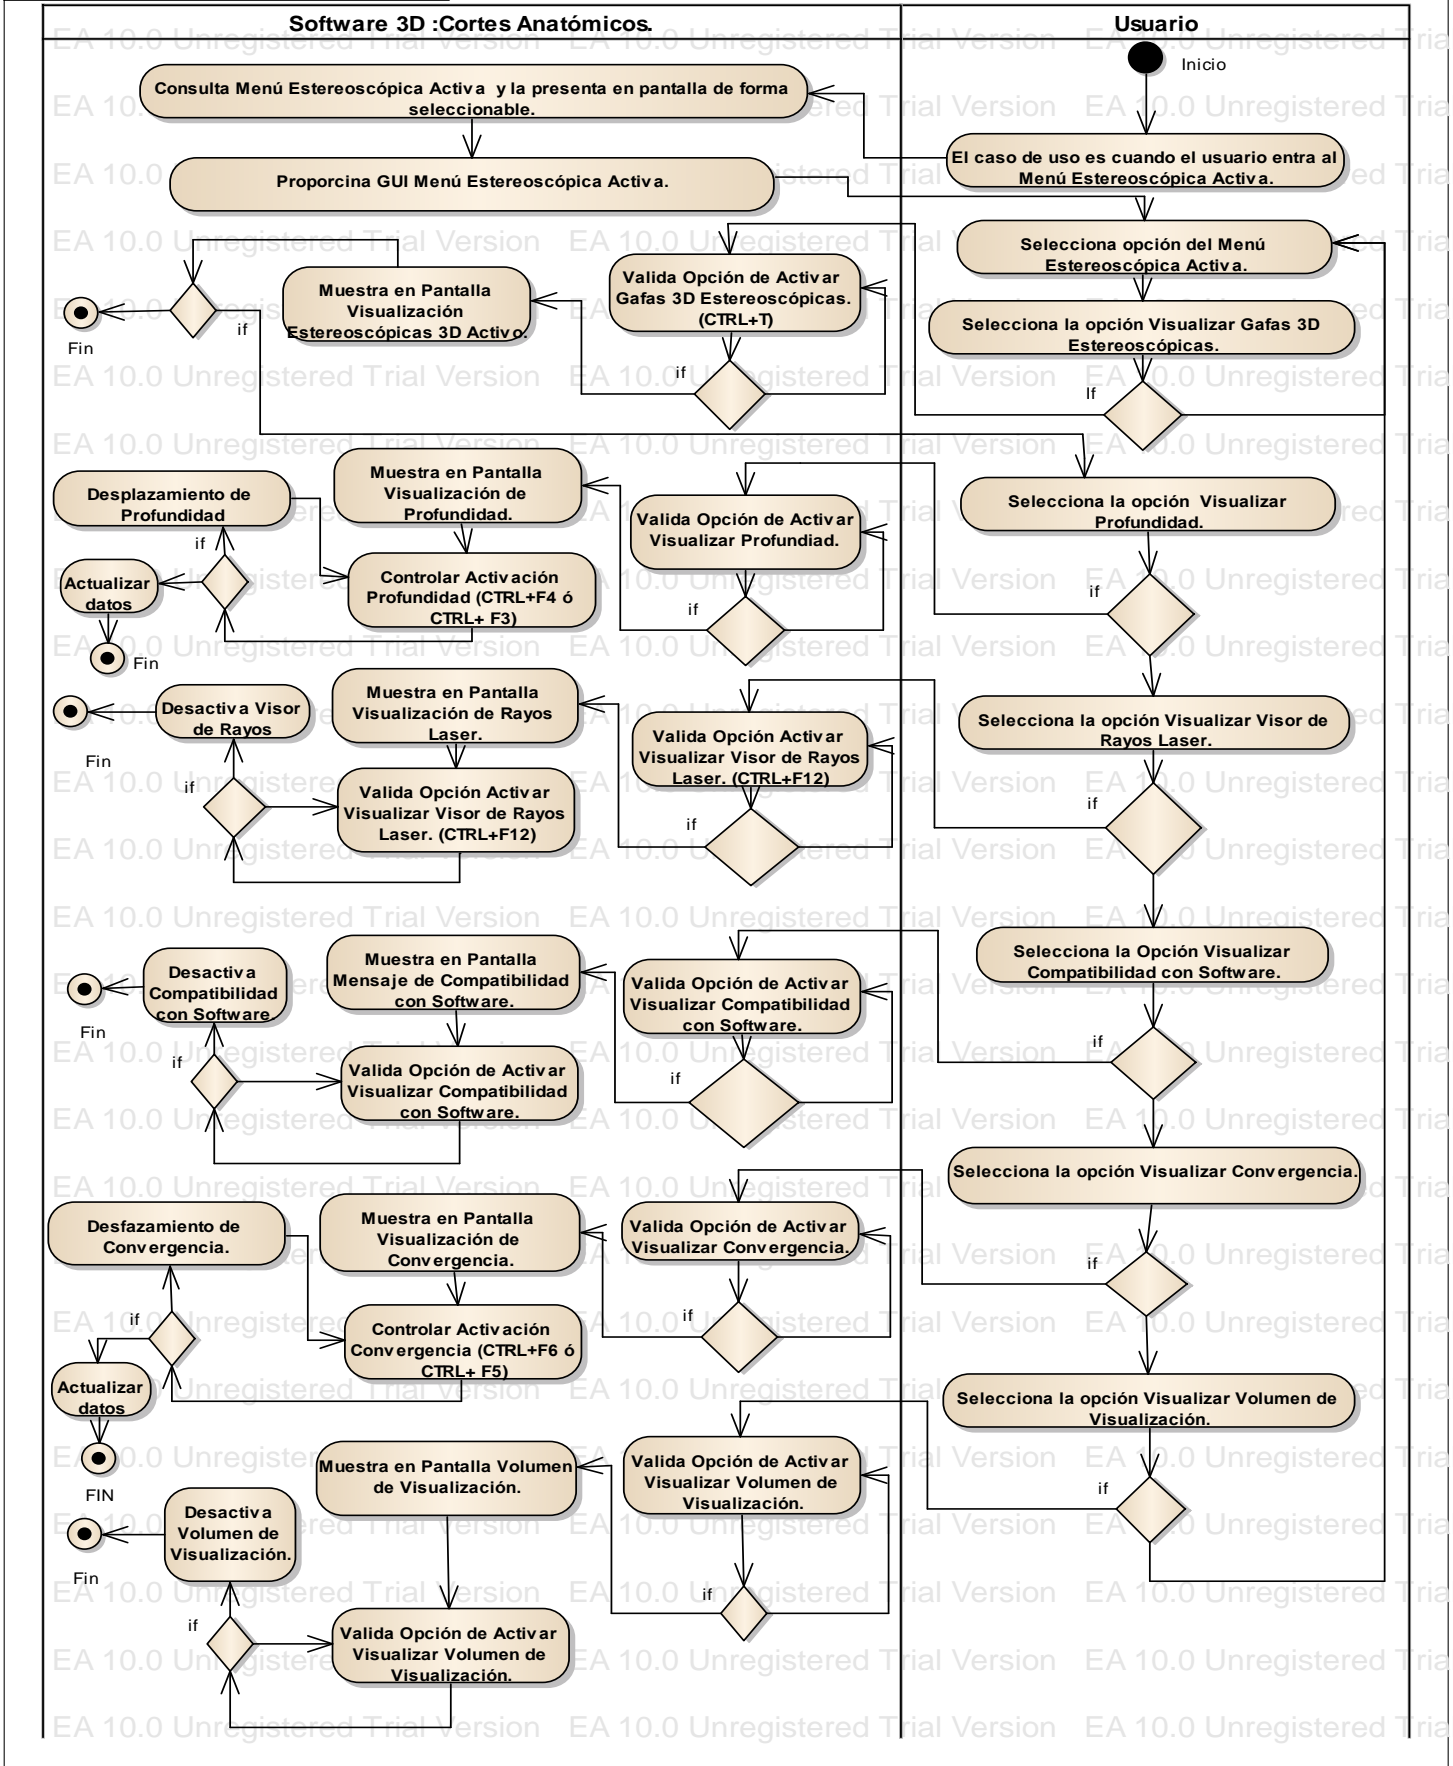 Software 3D :Cortes Anatómicos.
Usuario
Inicio
Consulta Menú Estereoscópica Activa y la presenta en pantalla de forma
seleccionable.
El caso de uso es cuando el usuario entra al
Menú Estereoscópica Activa.
Proporcina GUI Menú Estereoscópica Activa.
Selecciona opción del Menú
Estereoscópica Activa.
Valida Opción de Activar
Gafas 3D Estereoscópicas.
(CTRL+T)
Muestra en Pantalla
Visualización
Estereoscópicas 3D Activo.
if
Fin
Selecciona la opción Visualizar Gafas 3D
Estereoscópicas.
if
If
Selecciona la opción Visualizar
Profundidad.
Valida Opción de Activar
Visualizar Profundiad.
Muestra en Pantalla
Visualización de
Profundidad.
Desplazamiento de
Profundidad
if
Actualizar
datos
Controlar Activación
Profundidad (CTRL+F4 ó
CTRL+ F3)
if
if
Fin
Selecciona la opción Visualizar Visor de
Rayos Laser.
Valida Opción Activar
Visualizar Visor de Rayos
Laser. (CTRL+F12)
Muestra en Pantalla
Visualización de Rayos
Laser.
Desactiva Visor
de Rayos
Fin
if
Valida Opción Activar
Visualizar Visor de Rayos
Laser. (CTRL+F12)
if
if
Selecciona la Opción Visualizar
Compatibilidad con Software.
Valida Opción de Activar
Visualizar Compatibilidad
con Software.
Muestra en Pantalla
Mensaje de Compatibilidad
con Software.
Desactiva
Compatibilidad
con Software.
Fin
if
Valida Opción de Activar
Visualizar Compatibilidad
con Software.
if
if
Selecciona la opción Visualizar Convergencia.
Valida Opción de Activar
Visualizar Convergencia.
Muestra en Pantalla
Visualización de
Convergencia.
Desfazamiento de
Convergencia.
if
Controlar Activación
Convergencia (CTRL+F6 ó
CTRL+ F5)
if
if
Actualizar
datos
FIN
Selecciona la opción Visualizar Volumen de
Visualización.
Valida Opción de Activar
Visualizar Volumen de
Visualización.
Muestra en Pantalla Volumen
de Visualización.
Desactiva
Volumen de
Visualización.
Fin
if
if
if
Valida Opción de Activar
Visualizar Volumen de
Visualización.
EA 10.0 Unregistered Trial Version EA 10.0 Unregistered Trial Version EA 10.0 Unregistered Tria